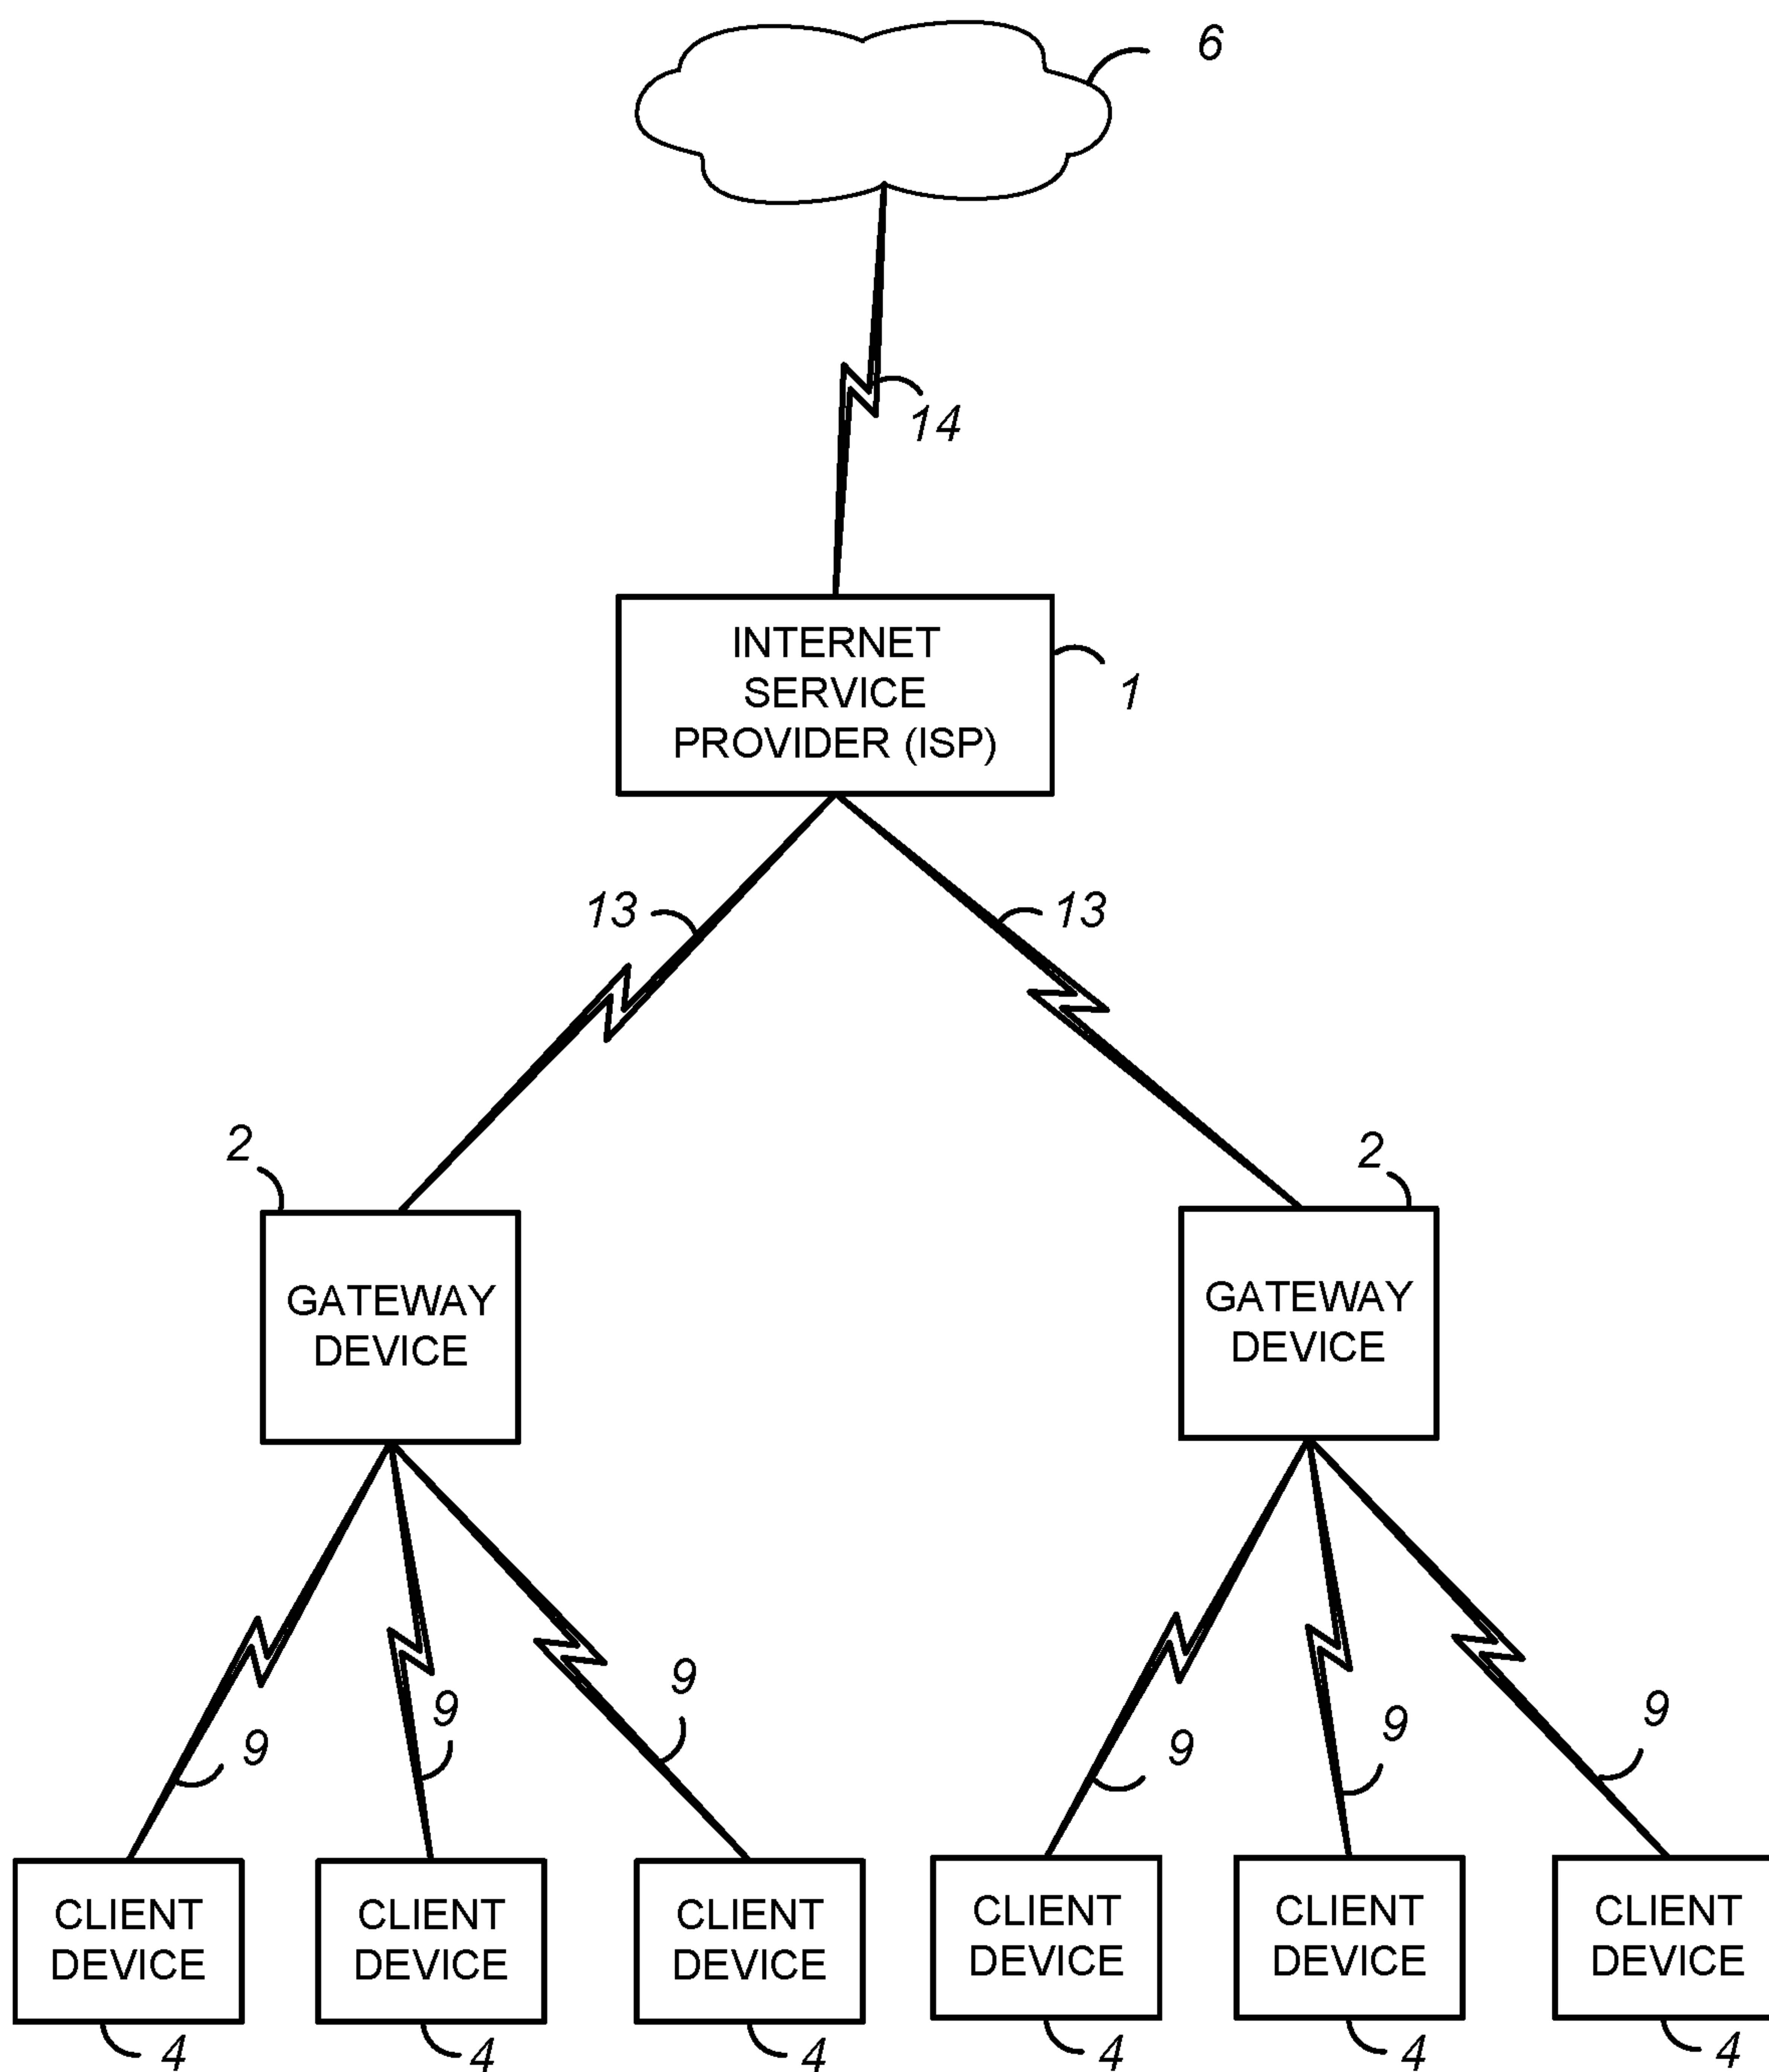 6
14
INTERNET
SERVICE
PROVIDER (ISP)
1
13
13
2
2
GATEWAY
DEVICE
GATEWAY
DEVICE
9
9
9
9
9
9
CLIENT
DEVICE
CLIENT
DEVICE
CLIENT
DEVICE
CLIENT
DEVICE
CLIENT
DEVICE
CLIENT
DEVICE
4
4
4
4
4
4